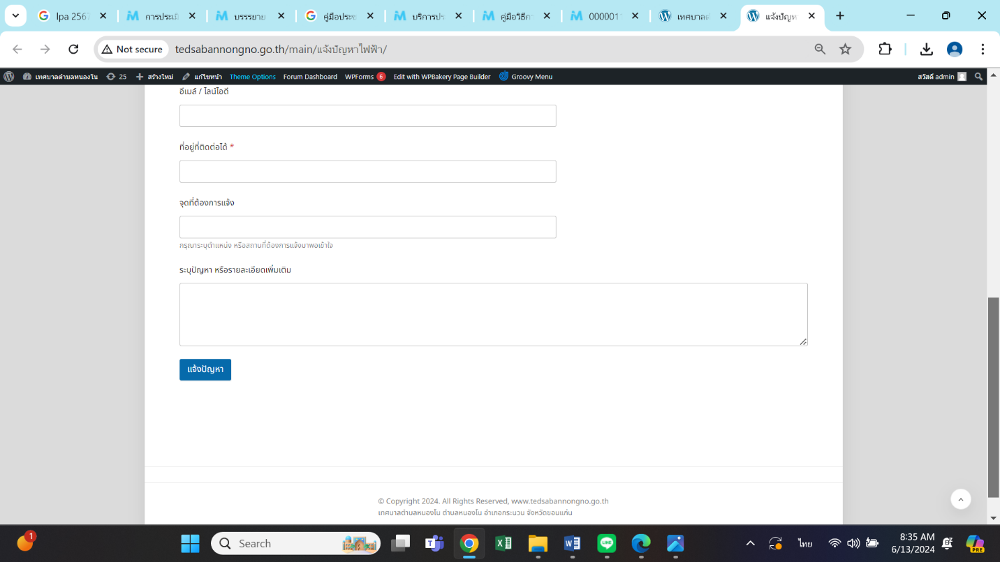 lpa 2567
การประเมิ
บรรรยาย
คู่มือประช
บริการปร
คู่มือวิธีกา
000001
เทศบาลต
แจ้งปัญห
Not secure tedsabannongno.go.th/main/แจ้งปัญหาไฟฟ้า/
เทศบาลตำบลหนองโน 25 สร้างใหม่ แก้ไขหน้า Theme Options Forum Dashboard WPForms 6 Edit with WPBakery Page Builder Groovy Menu สวัสดี admin
อีเมล์ / ไลน์ไอดี
ที่อยู่ที่ติดต่อได้ *
จุดที่ต้องการแจ้ง
กรุณาระบุตำแหน่ง หรือสถานที่ต้องการแจ้งมาพอเข้าใจ
ระบุปัญหา หรือรายละเอียดเพิ่มเติม
แจ้งปัญหา
© Copyright 2024. All Rights Reserved, www.tedsabannongno.go.th
เทศบาลตำบลหนองโน ตำบลหนองโน อำเภอกระนวน จังหวัดขอนแก่น
1
Search
ไทย
8:35 AM
6/13/2024
PRE